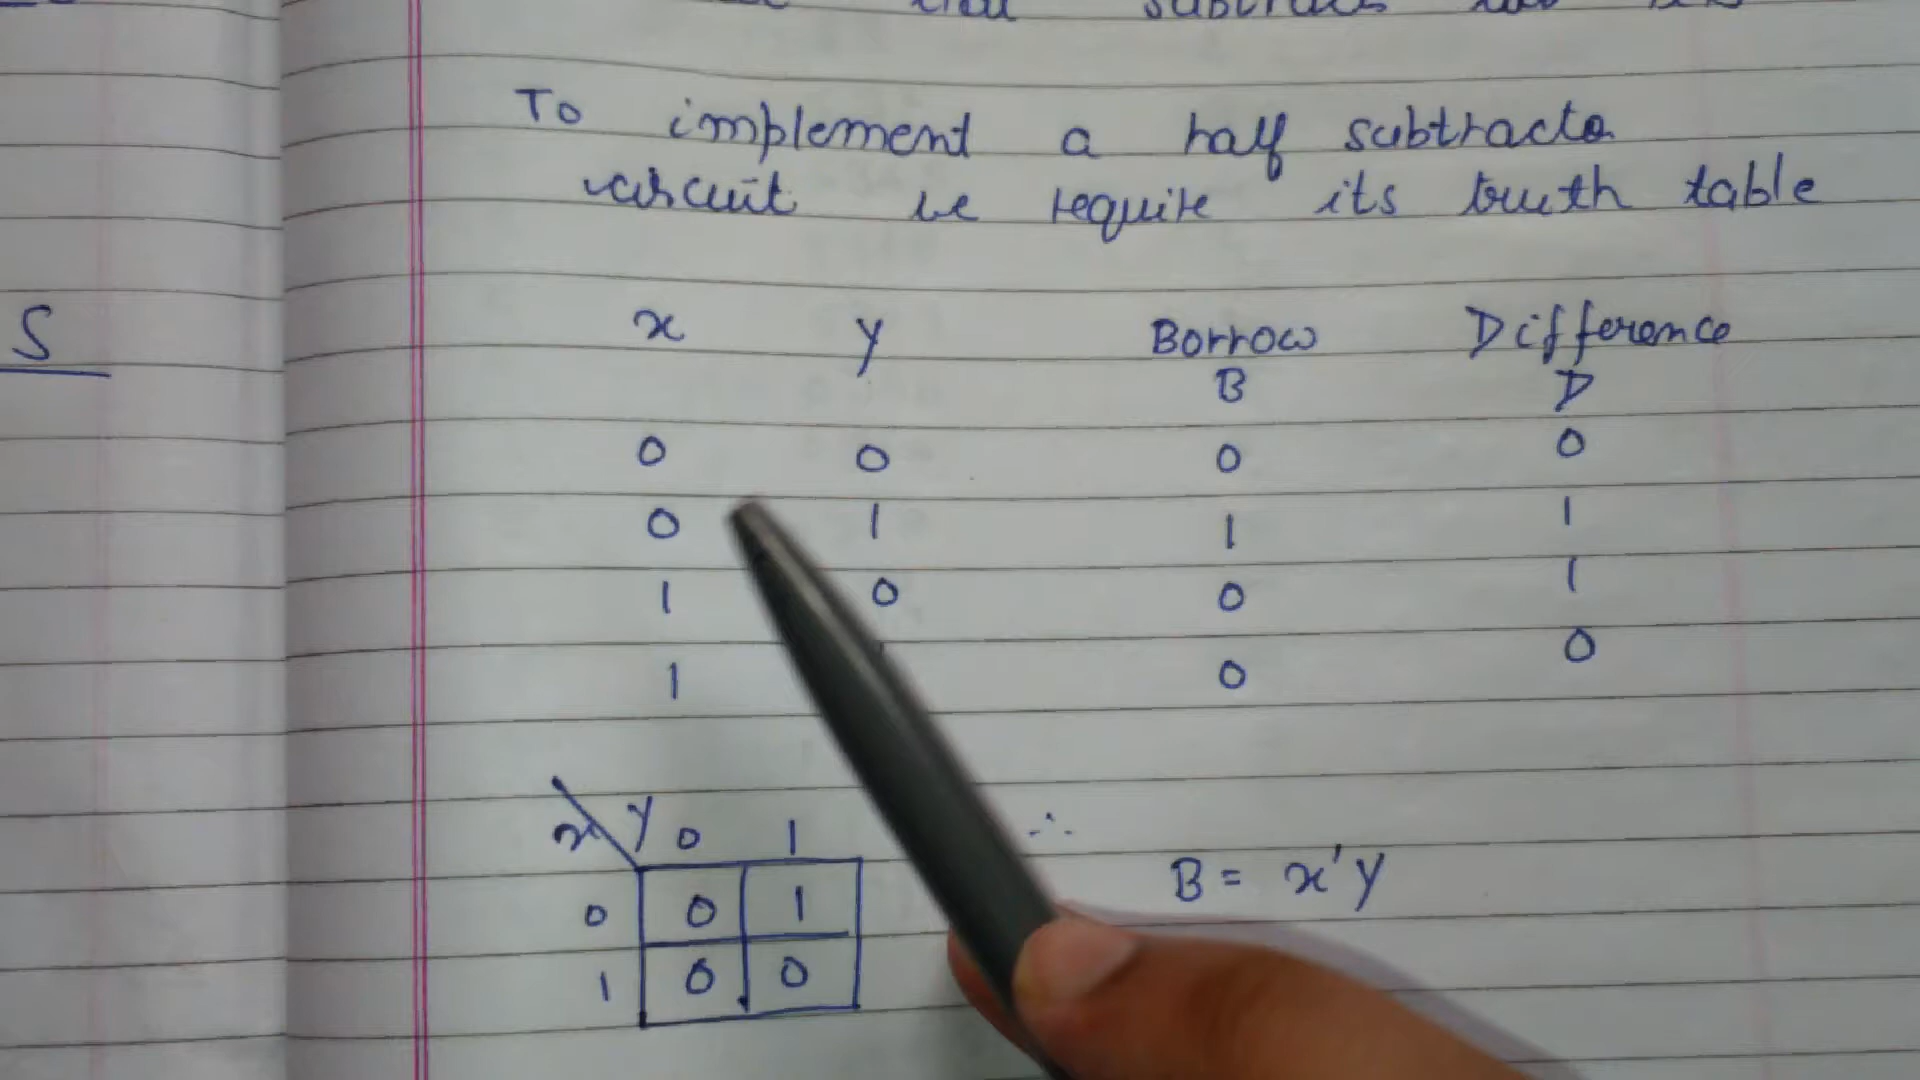 subtracts
S
To implement a half subtracto
circuit we require its truth table
x y Borrow Difference
B D
0 0 0 0
0 1 1 1
1 0 0 1
1 0 0
x y 0 1
0 0 1
1 0 0
∴
B = x'y